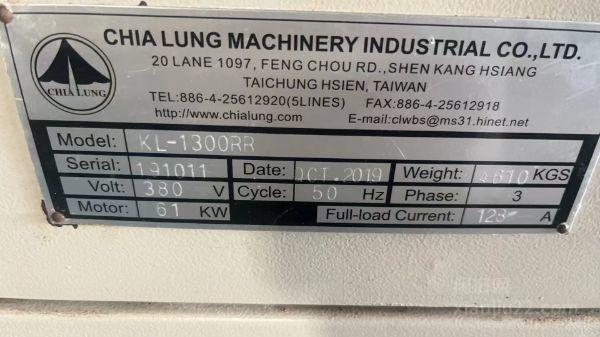 CHIA LUNG MACHINERY INDUSTRIAL CO.,LTD.
20 LANE 1097, FENG CHOU RD.,SHEN KANG HSIANG
TAICHUNG HSIEN, TAIWAN
TEL:886-4-25612920(5LINES) FAX:886-4-25612918
http://www.chialung.com E-mail:clwbs@ms31.hinet.net
CHIA LUNG
Model: KL-1300RR
Serial: 191011 Date: OCT.2019 Weight: KGS
Volt: 380 V Cycle: 50 Hz Phase: 3
Motor: 61 KW Full-load Current: 128 A